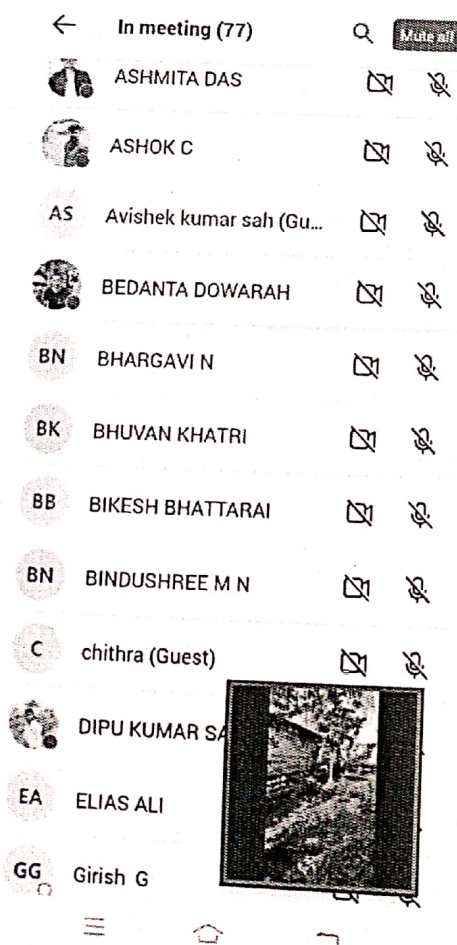 In meeting (77)
Mute all
ASHMITA DAS
ASHOK C
AS Avishek kumar sah (Gu...
BEDANTA DOWARAH
BN BHARGAVI N
BK BHUVAN KHATRI
BB BIKESH BHATTARAI
BN BINDUSHREE M N
C chithra (Guest)
DIPU KUMAR
EA ELIAS ALI
GG Girish G